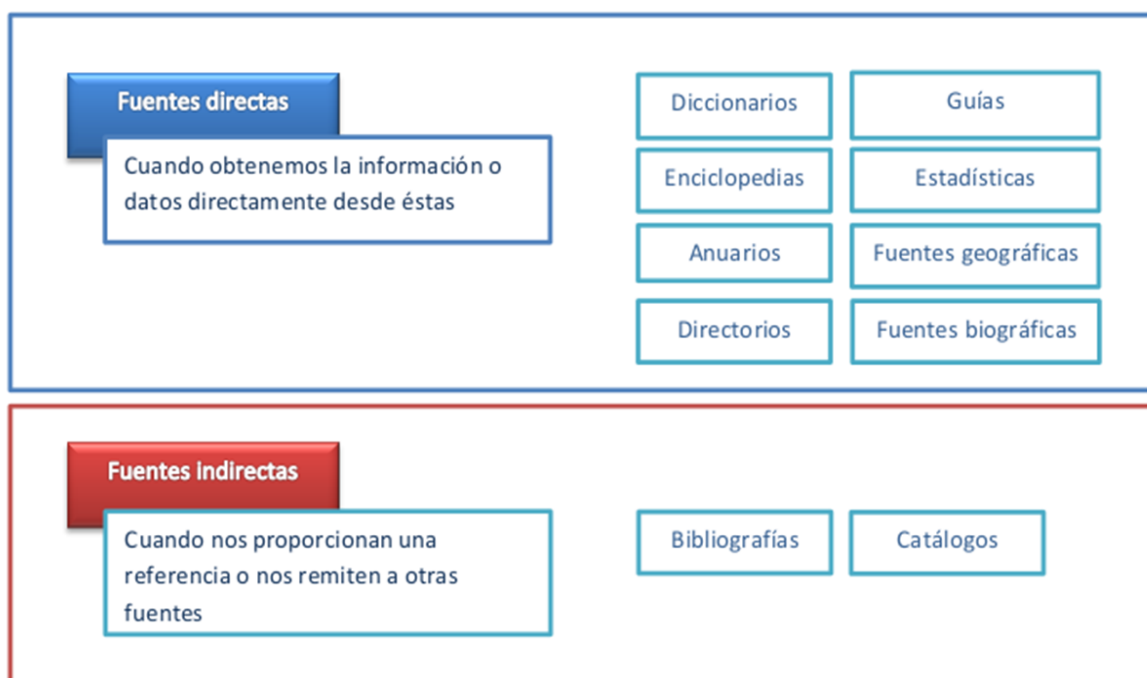 Fuentes directas
Cuando obtenemos la información o
datos directamente desde éstas
Diccionarios
Guías
Enciclopedias
Estadísticas
Anuarios
Fuentes geográficas
Directorios
Fuentes biográficas
Fuentes indirectas
Cuando nos proporcionan una
referencia o nos remiten a otras
fuentes
Bibliografías
Catálogos